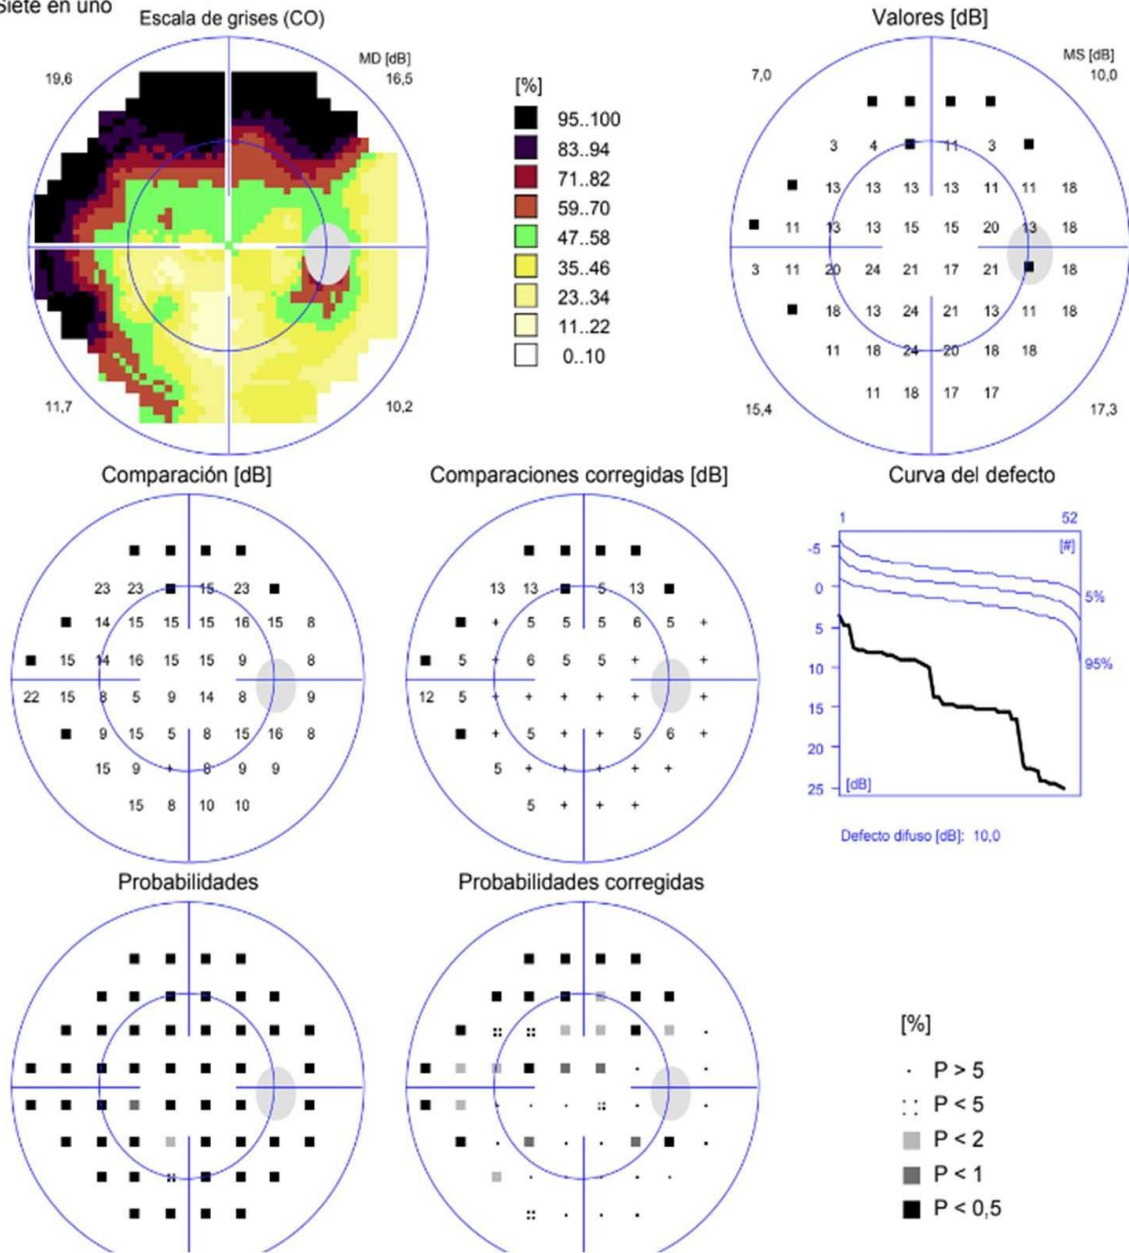 Siete en uno
Escala de grises (CO)
MD [dB]
19,6
16,5
11,7
10,2
[%]
95..100
83..94
71..82
59..70
47..58
35..46
23..34
11..22
0..10
Valores [dB]
MS [dB]
7,0
10,0
3 4 11 3
13 13 13 13 11 11 18
11 13 13 15 15 20 13 18
3 11 20 24 21 17 21 18
18 13 24 21 13 11 18
11 18 24 20 18 18
11 18 17 17
15,4
17,3
Comparación [dB]
23 23 15 23
14 15 15 15 16 15 8
15 14 16 15 15 9 8
22 15 8 5 9 14 8 9
9 15 5 8 15 16 8
15 9 + 8 9 9
15 8 10 10
Comparaciones corregidas [dB]
13 13 5 13
+ 5 5 5 6 5 +
5 + 6 5 5 + +
12 5 + + + + + +
+ 5 + + 5 6 +
5 + + + + +
5 + + +
Curva del defecto
1 52
[#]
-5
0
5
10
15
20
25
5%
95%
[dB]
Defecto difuso [dB]: 10,0
Probabilidades
Probabilidades corregidas
[%]
P > 5
P < 5
P < 2
P < 1
P < 0,5